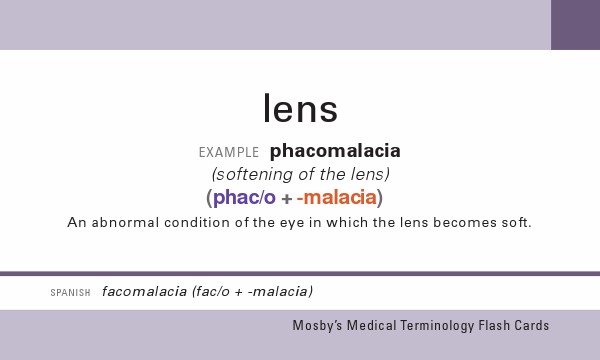 lens
EXAMPLE phacomalacia
(softening of the lens)
(phac/o + -malacia)
An abnormal condition of the eye in which the lens becomes soft.
SPANISH facomalacia (fac/o + -malacia)
Mosby's Medical Terminology Flash Cards